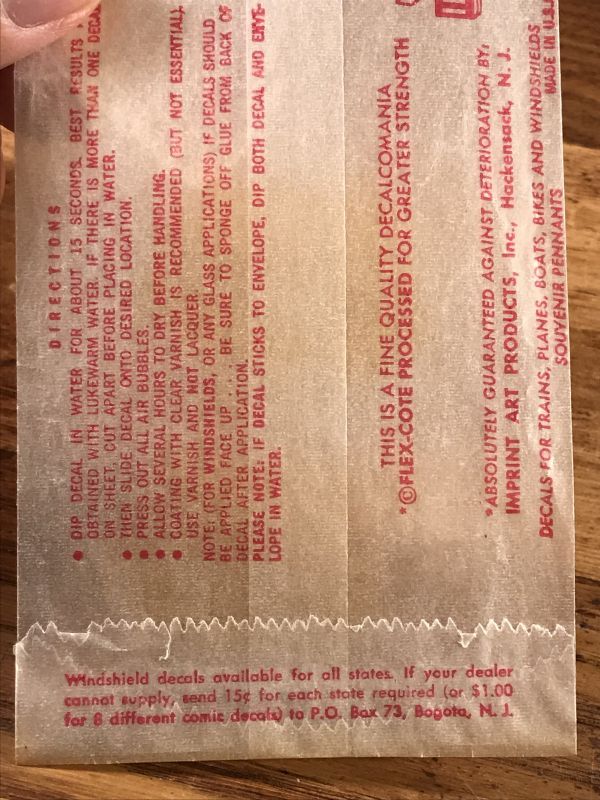 DIRECTIONS
• DIP DECAL IN WATER FOR ABOUT 15 SECONDS. BEST RESULTS
OBTAINED WITH LUKEWARM WATER. IF THERE IS MORE THAN ONE DECAL
ON SHEET, CUT APART BEFORE PLACING IN WATER.
• THEN SLIDE DECAL ONTO DESIRED LOCATION.
• PRESS OUT ALL AIR BUBBLES.
• ALLOW SEVERAL HOURS TO DRY BEFORE HANDLING.
• COATING WITH CLEAR VARNISH IS RECOMMENDED (BUT NOT ESSENTIAL).
USE VARNISH AND NOT LACQUER.
NOTE: (FOR WINDSHIELDS, OR ANY GLASS APPLICATIONS) IF DECALS SHOULD
BE APPLIED FACE UP ... BE SURE TO SPONGE OFF GLUE FROM BACK OF
DECAL AFTER APPLICATION.
PLEASE NOTE: IF DECAL STICKS TO ENVELOPE, DIP BOTH DECAL AND ENVE-
LOPE IN WATER.
THIS IS A FINE QUALITY DECALCOMANIA
*©FLEX-COTE PROCESSED FOR GREATER STRENGTH
*ABSOLUTELY GUARANTEED AGAINST DETERIORATION BY:
IMPRINT ART PRODUCTS, Inc., Hackensack, N. J.
DECALS FOR TRAINS, PLANES, BOATS, BIKES AND WINDSHIELDS
SOUVENIR PENNANTS
MADE IN U.S.
Windshield decals available for all states. If your dealer
cannot supply, send 15¢ for each state required (or $1.00
for 8 different comic decals) to P.O. Box 73, Bogota, N. J.